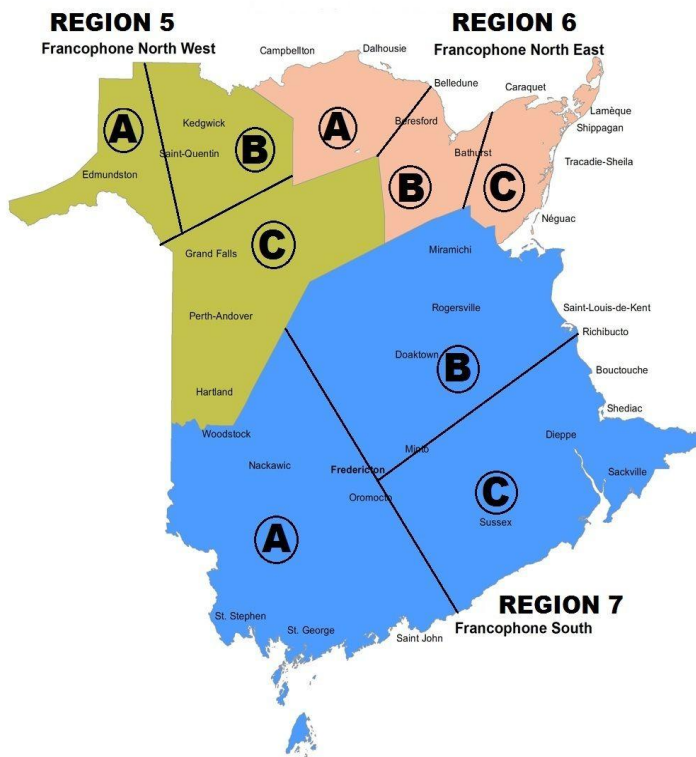 REGION 5
Francophone North West
REGION 6
Francophone North East
Campbellton
Dalhousie
Belledune
Caraquet
Lamèque
Shippagan
Kedgwick
Beresford
A
A
B
Saint-Quentin
Bathurst
Tracadie-Sheila
Edmundston
B
C
Néguac
Grand Falls
C
Miramichi
Perth-Andover
Rogersville
Saint-Louis-de-Kent
Richibucto
Doaktown
B
Bouctouche
Hartland
Shediac
Woodstock
Minto
Dieppe
Nackawic
Fredericton
Sackville
Oromocto
C
Sussex
A
REGION 7
Francophone South
St. Stephen
St. George
Saint John